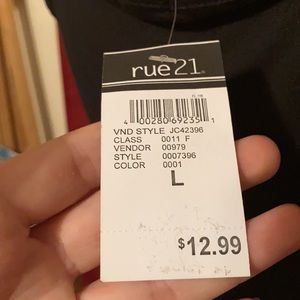 rue21
4 00280 69235 1
VND STYLE JC42396
CLASS 0011 F
VENDOR 00979
STYLE 0007396
COLOR 0001
L
$12.99